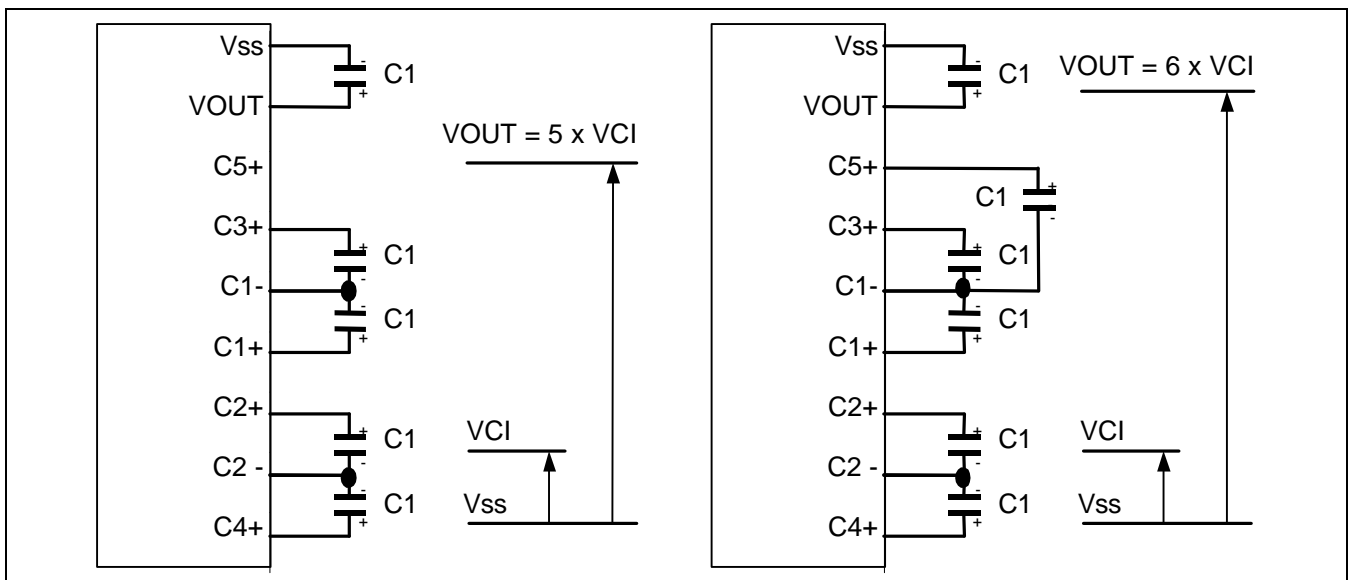 Vss
C1
VOUT
VOUT = 5 x VCI
C5+
C3+
C1
C1-
C1
C1+
C2+
C1
C2 -
C1
C4+
VCI
Vss
Vss
C1
VOUT
VOUT = 6 x VCI
C5+
C1
C3+
C1
C1-
C1
C1+
C2+
C1
C2 -
C1
C4+
VCI
Vss